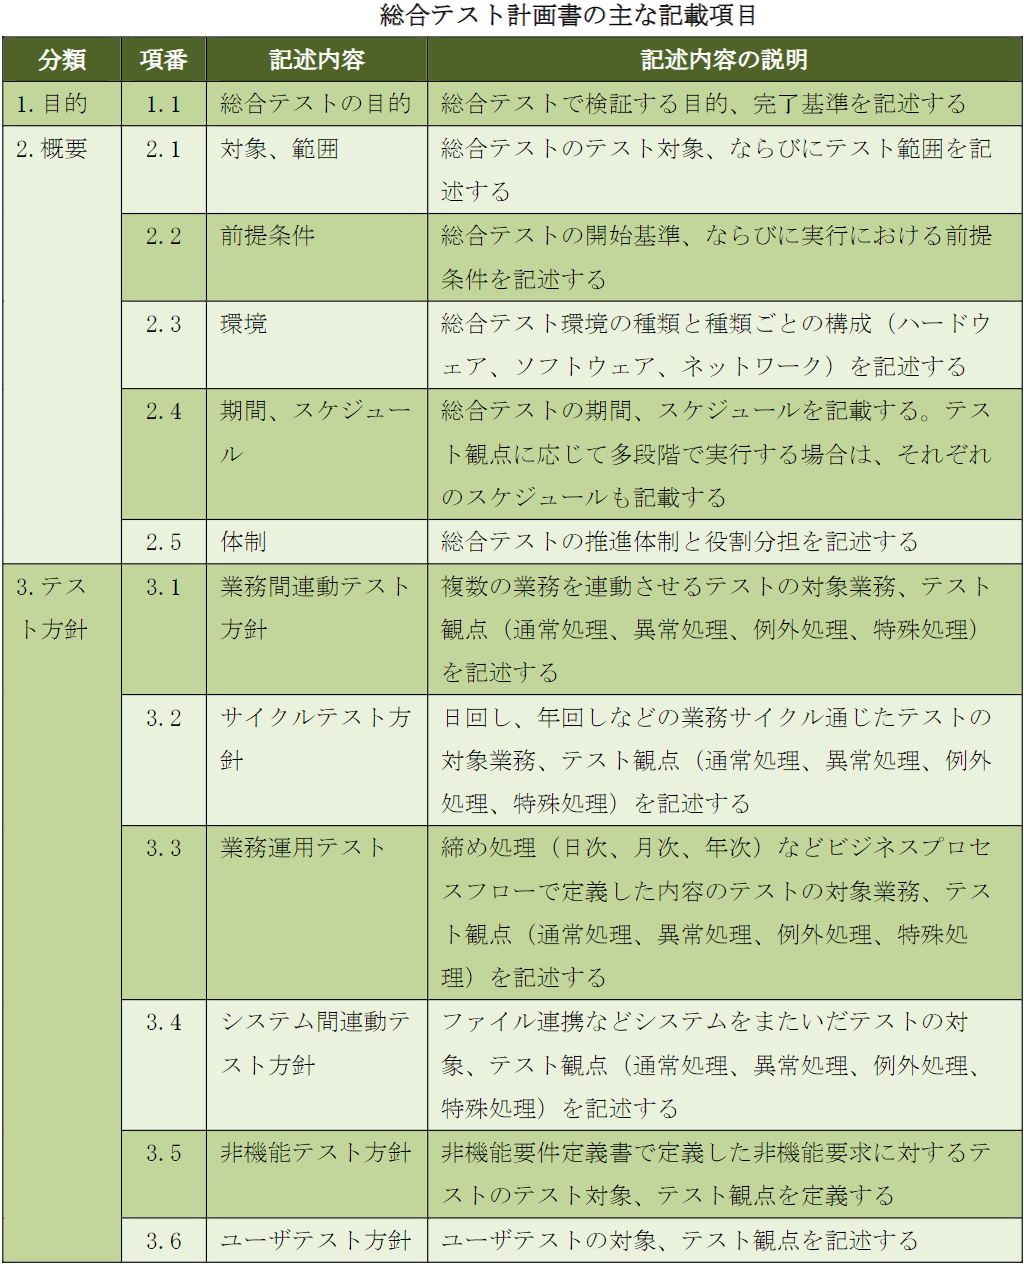 総合テスト計画書の主な記載項目
分類 項番 記述内容 記述内容の説明
1.目的 1.1 総合テストの目的 総合テストで検証する目的、完了基準を記述する
2.概要 2.1 対象、範囲 総合テストのテスト対象、ならびにテスト範囲を記
述する
2.2 前提条件 総合テストの開始基準、ならびに実行における前提
条件を記述する
2.3 環境 総合テスト環境の種類と種類ごとの構成（ハードウ
ェア、ソフトウェア、ネットワーク）を記述する
2.4 期間、スケジュー 総合テストの期間、スケジュールを記載する。テス
ル ト観点に応じて多段階で実行する場合は、それぞれ
のスケジュールも記載する
2.5 体制 総合テストの推進体制と役割分担を記述する
3.テス 3.1 業務間連動テスト 複数の業務を連動させるテストの対象業務、テスト
ト方針 方針 観点（通常処理、異常処理、例外処理、特殊処理）
を記述する
3.2 サイクルテスト方 日回し、年回しなどの業務サイクル通じたテストの
針 対象業務、テスト観点（通常処理、異常処理、例外
処理、特殊処理）を記述する
3.3 業務運用テスト 締め処理（日次、月次、年次）などビジネスプロセ
スフローで定義した内容のテストの対象業務、テス
ト観点（通常処理、異常処理、例外処理、特殊処
理）を記述する
3.4 システム間連動テ ファイル連携などシステムをまたいだテストの対
スト方針 象、テスト観点（通常処理、異常処理、例外処理、
特殊処理）を記述する
3.5 非機能テスト方針 非機能要件定義書で定義した非機能要求に対するテ
ストのテスト対象、テスト観点を定義する
3.6 ユーザテスト方針 ユーザテストの対象、テスト観点を記述する